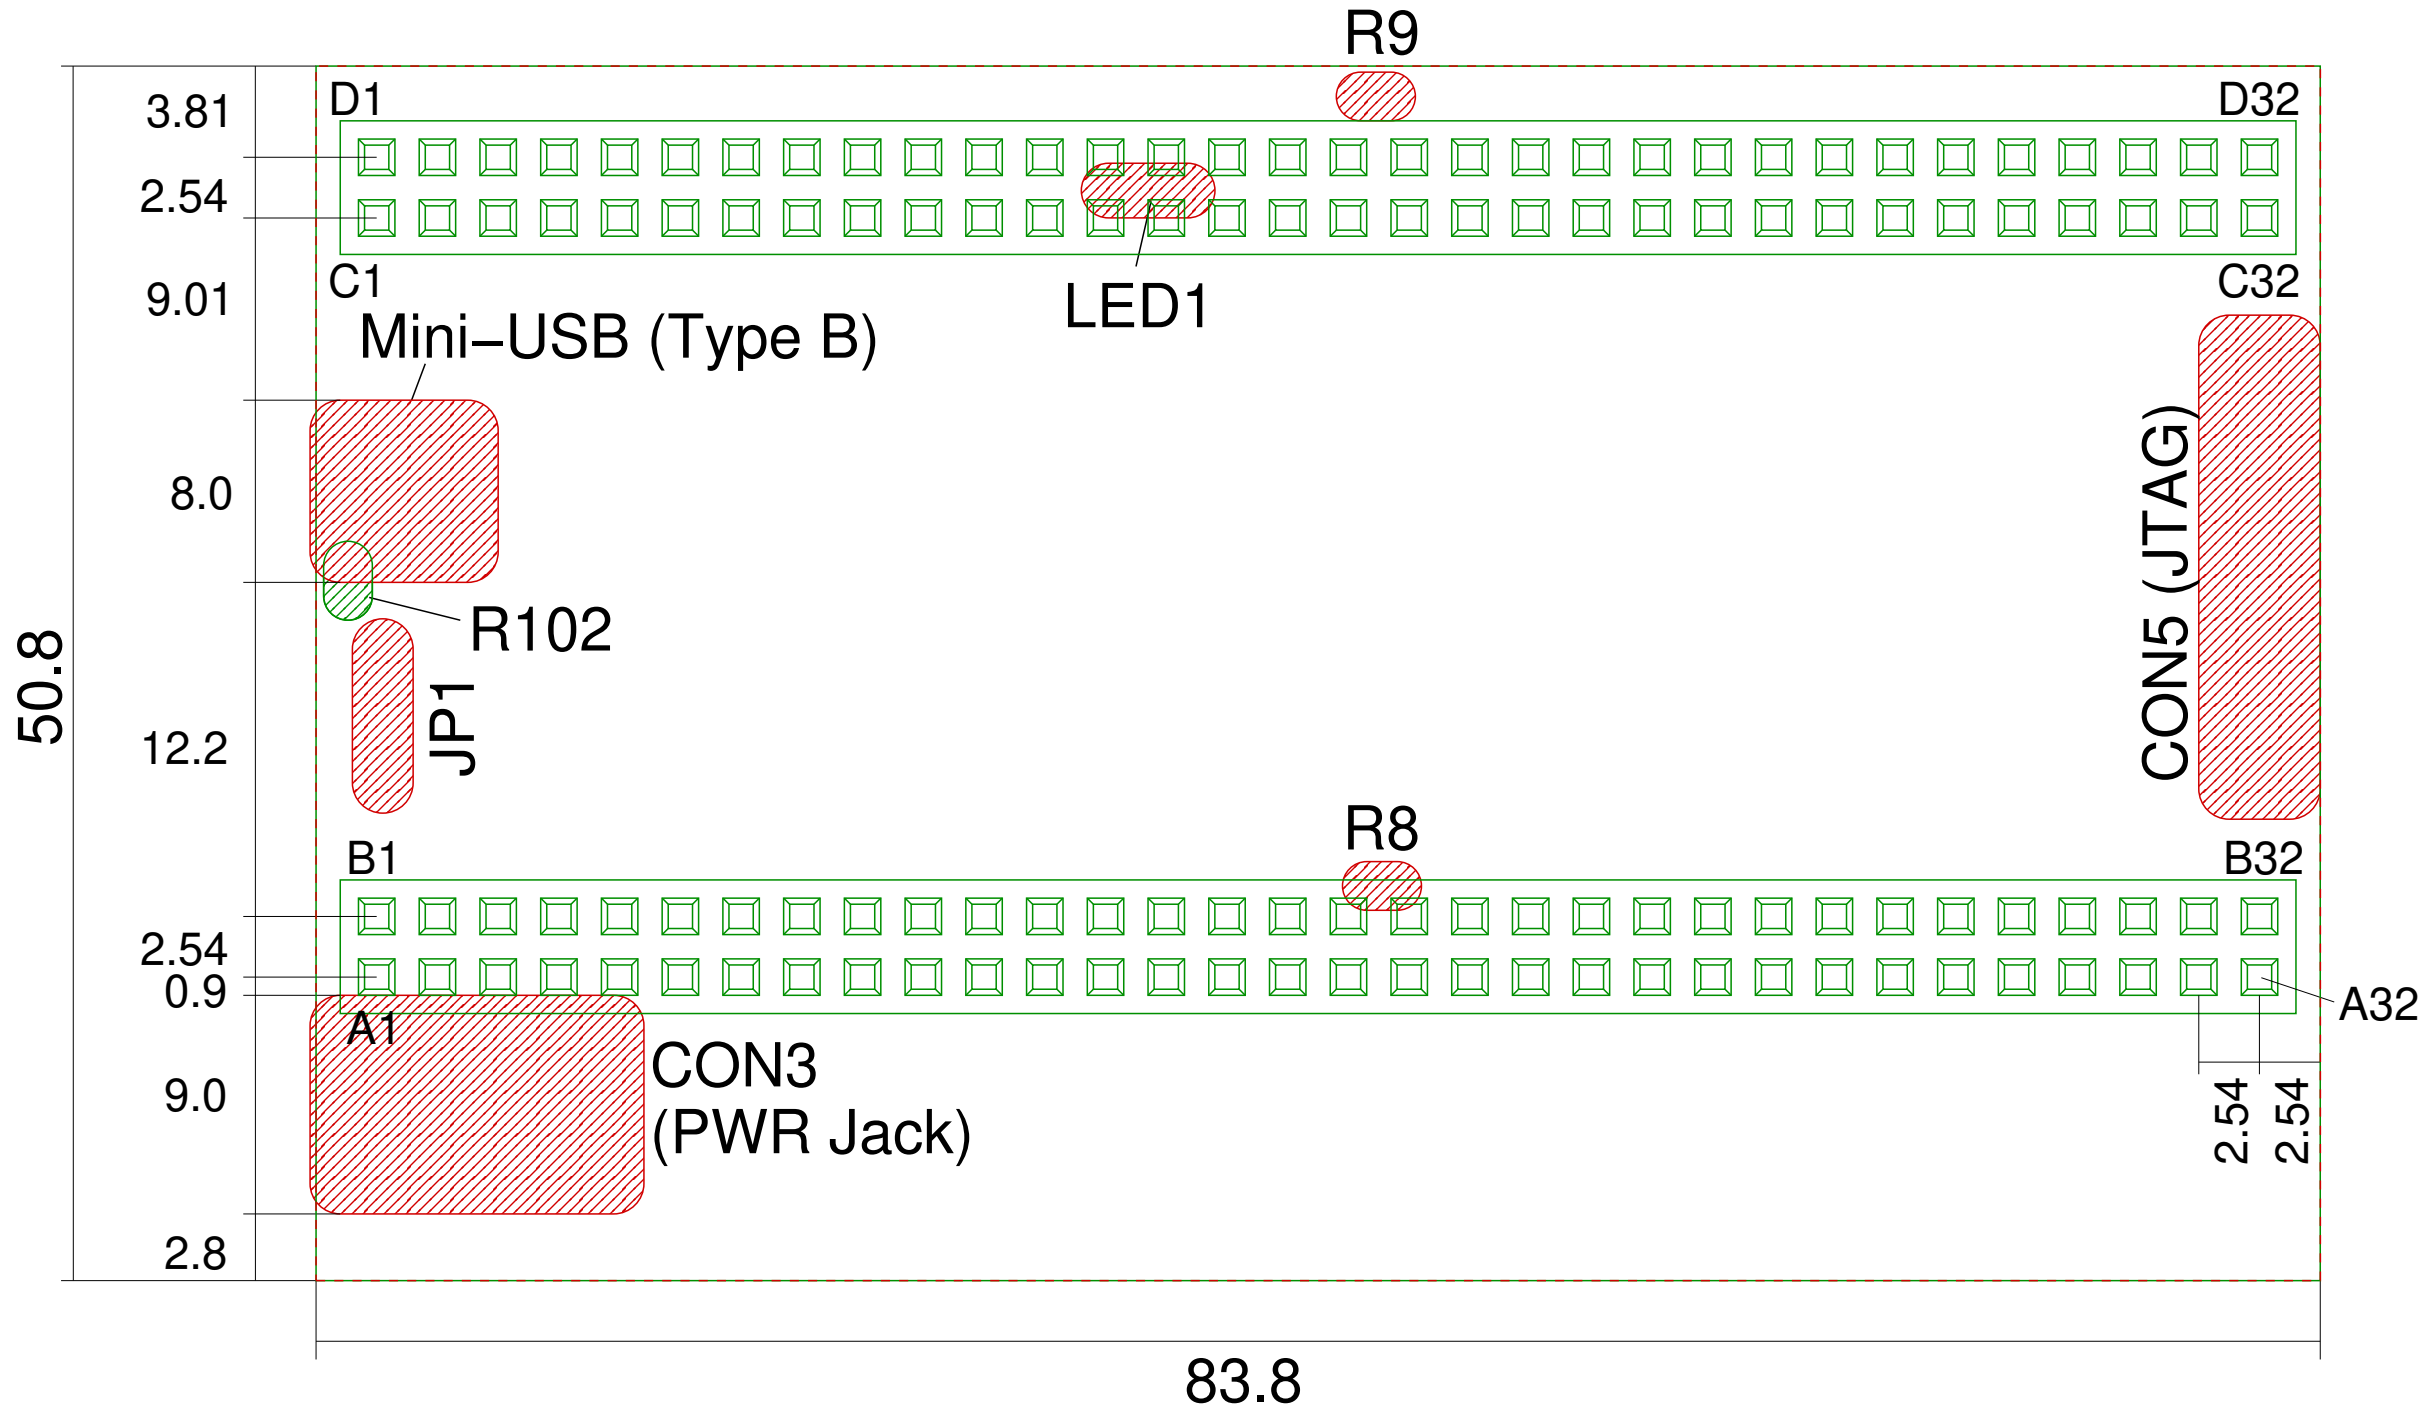 R9
D1
D32
3.81
2.54
C1
C32
9.01
LED1
Mini-USB (Type B)
8.0
CON5 (JTAG)
R102
50.8
JP1
12.2
R8
B1
B32
2.54
0.9
A1
A32
CON3
(PWR Jack)
9.0
2.54
2.54
2.8
83.8